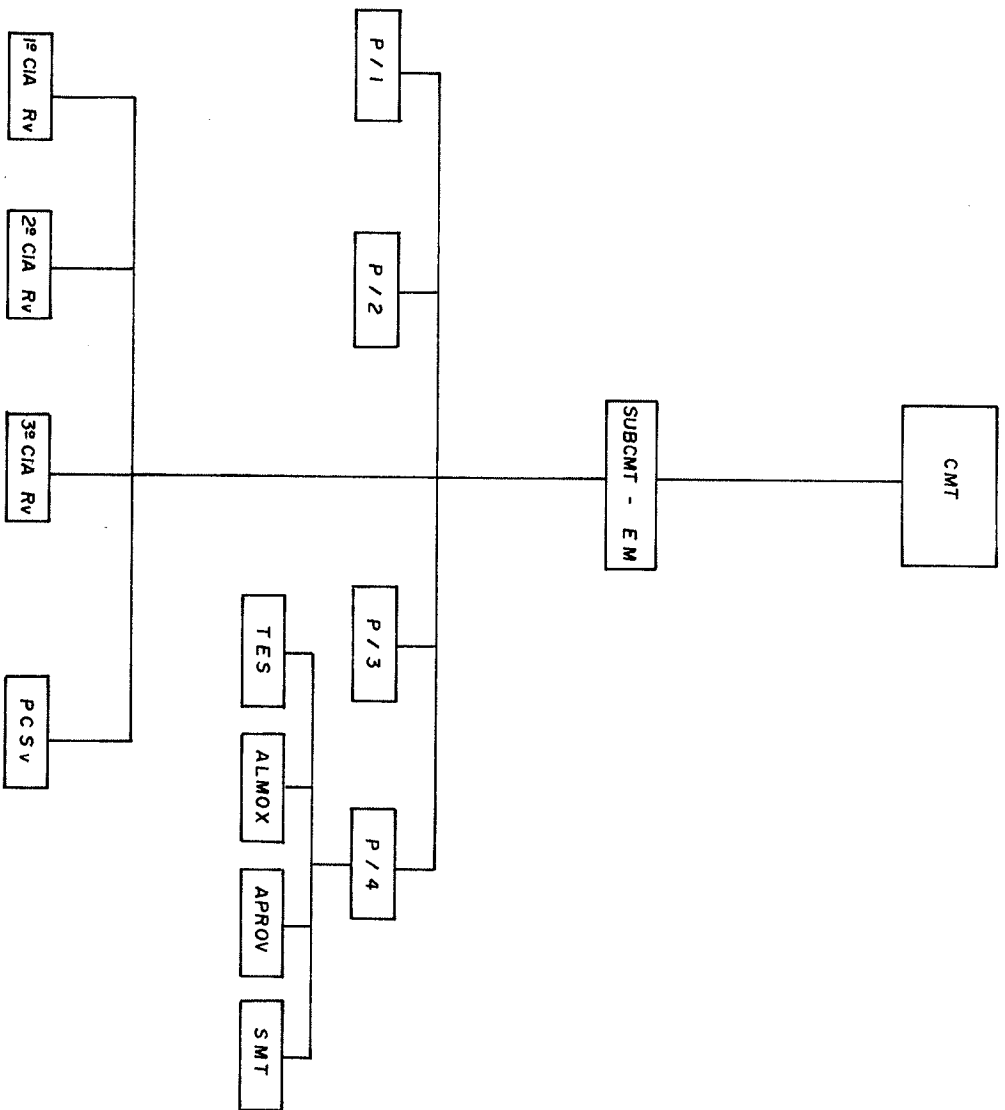 CMT
SUBCMT - EM
P/1
P/2
P/3
P/4
TES
ALMOX
APROV
SMT
1º CIA Rv
2º CIA Rv
3º CIA Rv
PCSv